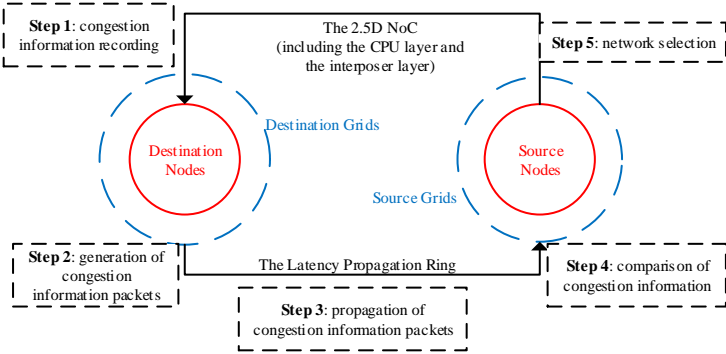 Step 1: congestion
information recording
The 2.5D NoC
(including the CPU layer and
the interposer layer)
Step 5: network selection
Destination Grids
Destination
Nodes
Source
Nodes
Source Grids
Step 2: generation of
congestion
information packets
The Latency Propagation Ring
Step 3: propagation of
congestion information packets
Step 4: comparison of
congestion information